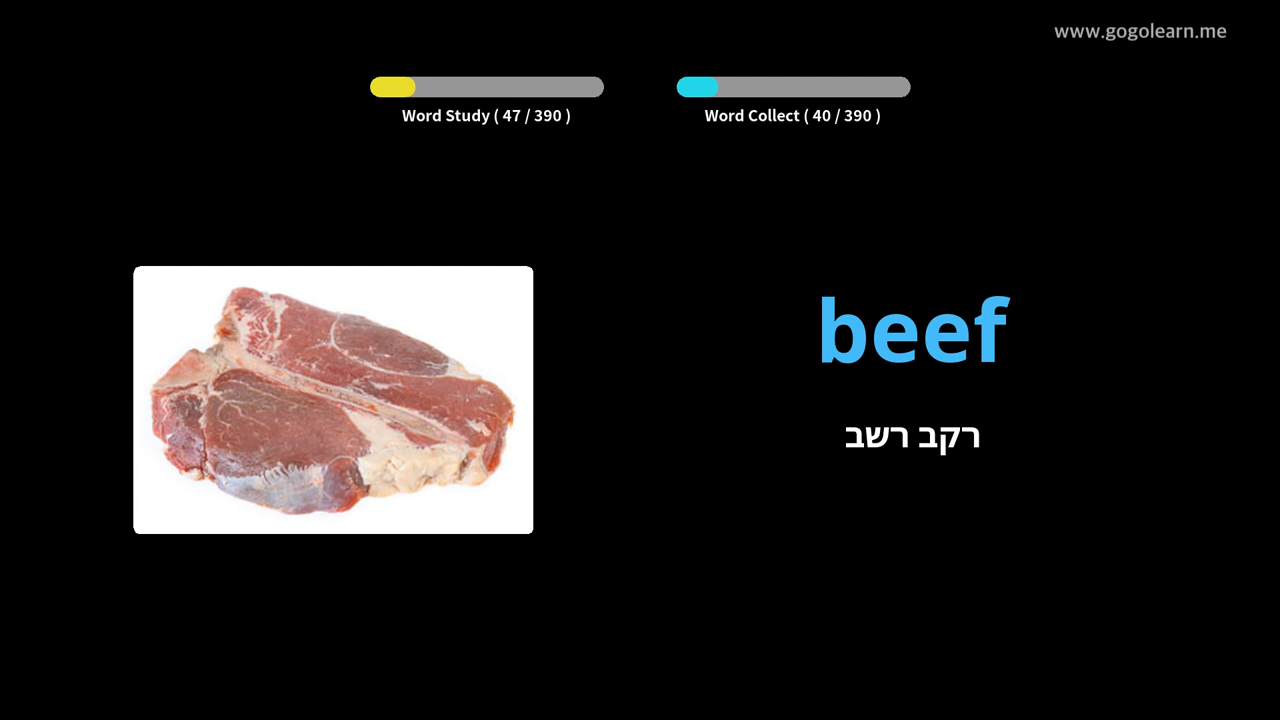 www.gogolearn.me
Word Study ( 47 / 390 )
Word Collect ( 40 / 390 )
beef
רקב רשב